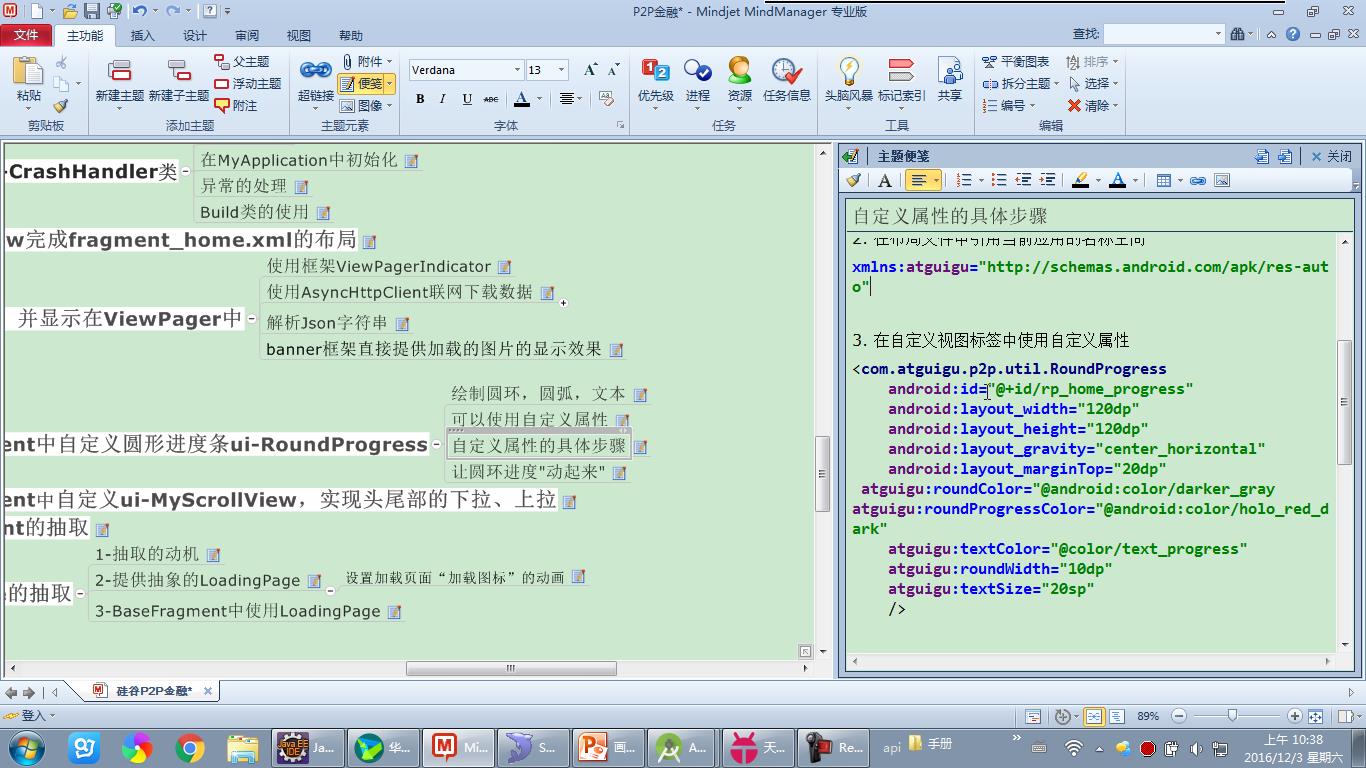 P2P金融* - Mindjet MindManager 专业版
文件 主功能 插入 设计 审阅 视图 帮助 查找:
粘贴 新建主题 新建子主题 父主题 浮动主题 附注 超链接 附件 便笺 图像 Verdana 13 优先级 进程 资源 任务信息 头脑风暴 标记索引 共享 平衡图表 拆分主题 编号 排序 选择 清除
B I U ABC A
剪贴板 添加主题 主题元素 字体 任务 工具 编辑
-CrashHandler类
在MyApplication中初始化
异常的处理
Build类的使用
w完成fragment_home.xml的布局
并显示在ViewPager中
使用框架ViewPagerIndicator
使用AsyncHttpClient联网下载数据
解析Json字符串
banner框架直接提供加载的图片的显示效果
ent中自定义圆形进度条ui-RoundProgress
绘制圆环，圆弧，文本
可以使用自定义属性
自定义属性的具体步骤
让圆环进度"动起来"
ent中自定义ui-MyScrollView，实现头尾部的下拉、上拉
nt的抽取
的抽取
1-抽取的动机
2-提供抽象的LoadingPage
设置加载页面“加载图标”的动画
3-BaseFragment中使用LoadingPage
主题便笺 关闭
自定义属性的具体步骤
2. 在布局文件中引用当前应用的名称空间
xmlns:atguigu="http://schemas.android.com/apk/res-aut
o"
3. 在自定义视图标签中使用自定义属性
<com.atguigu.p2p.util.RoundProgress
android:id="@+id/rp_home_progress"
android:layout_width="120dp"
android:layout_height="120dp"
android:layout_gravity="center_horizontal"
android:layout_marginTop="20dp"
atguigu:roundColor="@android:color/darker_gray
atguigu:roundProgressColor="@android:color/holo_red_d
ark"
atguigu:textColor="@color/text_progress"
atguigu:roundWidth="10dp"
atguigu:textSize="20sp"
/>
硅谷P2P金融*
登入 89%
Ja... 华... Mi... S... 画... A... 天... Re... api 手册
上午 10:38
2016/12/3 星期六